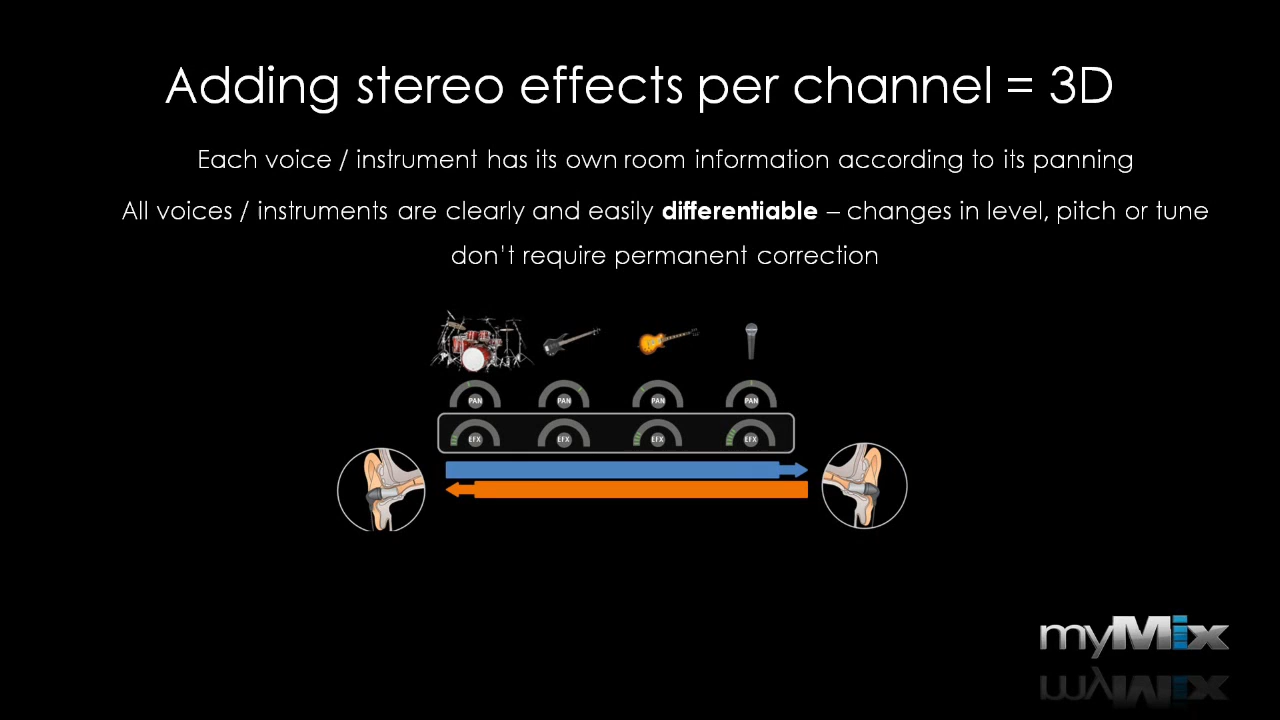 Adding stereo effects per channel = 3D
Each voice / instrument has its own room information according to its panning
All voices / instruments are clearly and easily differentiable – changes in level, pitch or tune
don't require permanent correction
PAN PAN PAN PAN
EFX EFX EFX EFX
myMix